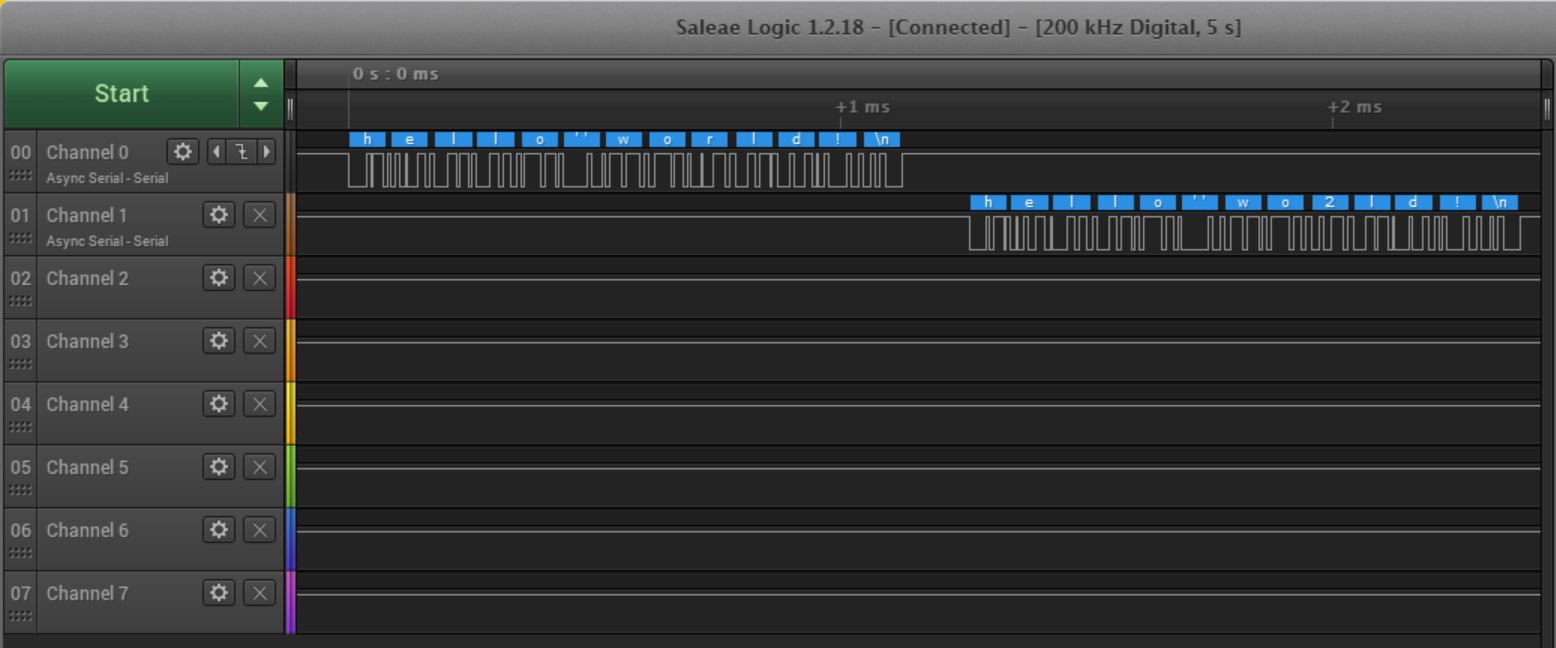 Saleae Logic 1.2.18 - [Connected] - [200 kHz Digital, 5 s]
Start
0 s : 0 ms
+1 ms +2 ms
h e l l o ' ' w o r l d ! \n
00 Channel 0
Async Serial - Serial
h e l l o ' ' w o 2 l d ! \n
01 Channel 1
Async Serial - Serial
02 Channel 2
03 Channel 3
04 Channel 4
05 Channel 5
06 Channel 6
07 Channel 7